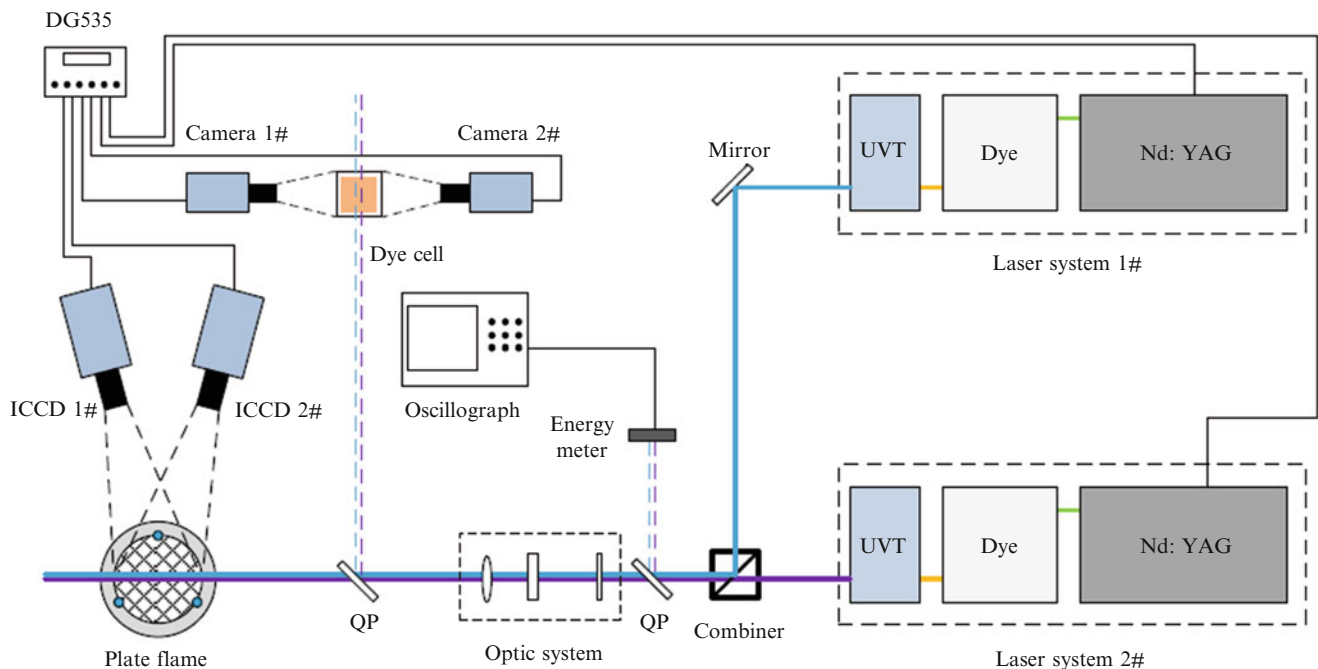 DG535
Camera 1#
Camera 2#
Mirror
UVT
Dye
Nd: YAG
Laser system 1#
Dye cell
ICCD 1#
ICCD 2#
Oscillograph
Energy
meter
UVT
Dye
Nd: YAG
QP
QP
Combiner
Optic system
Plate flame
Laser system 2#